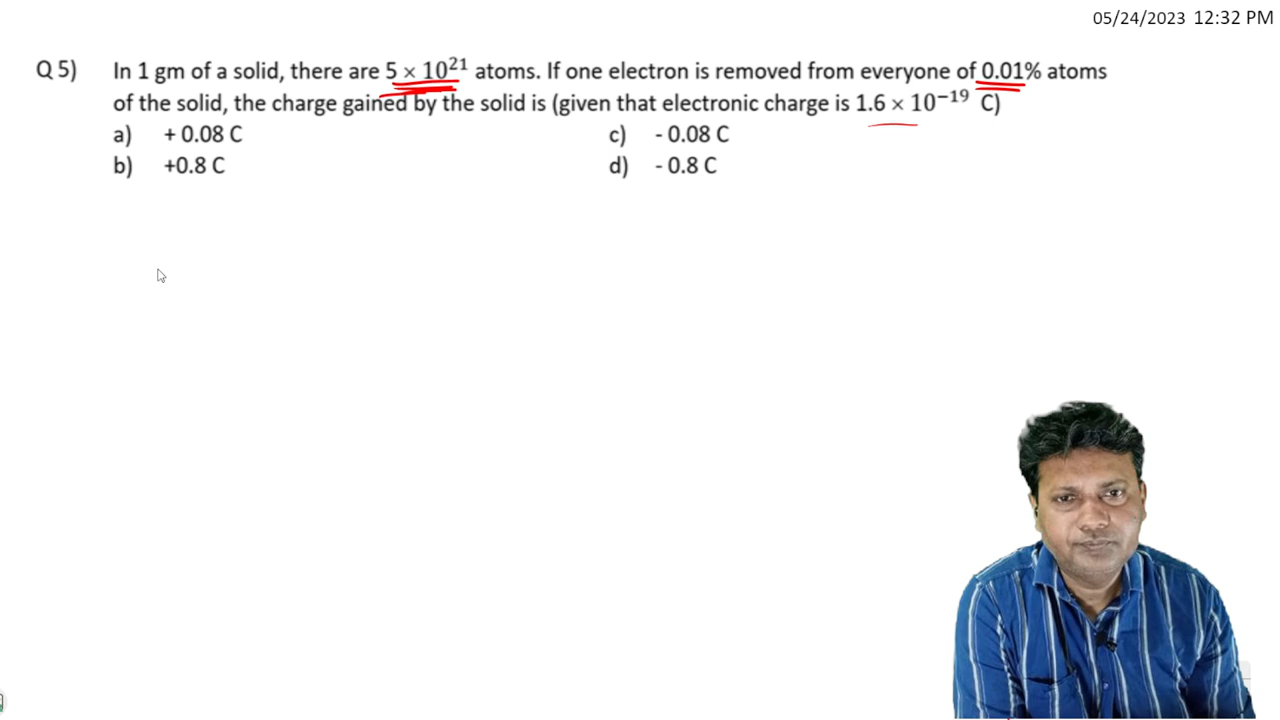 05/24/2023 12:32 PM
Q 5) In 1 gm of a solid, there are 5 × 10²¹ atoms. If one electron is removed from everyone of 0.01% atoms
of the solid, the charge gained by the solid is (given that electronic charge is 1.6 × 10⁻¹⁹ C)
a) + 0.08 C c) - 0.08 C
b) +0.8 C d) - 0.8 C